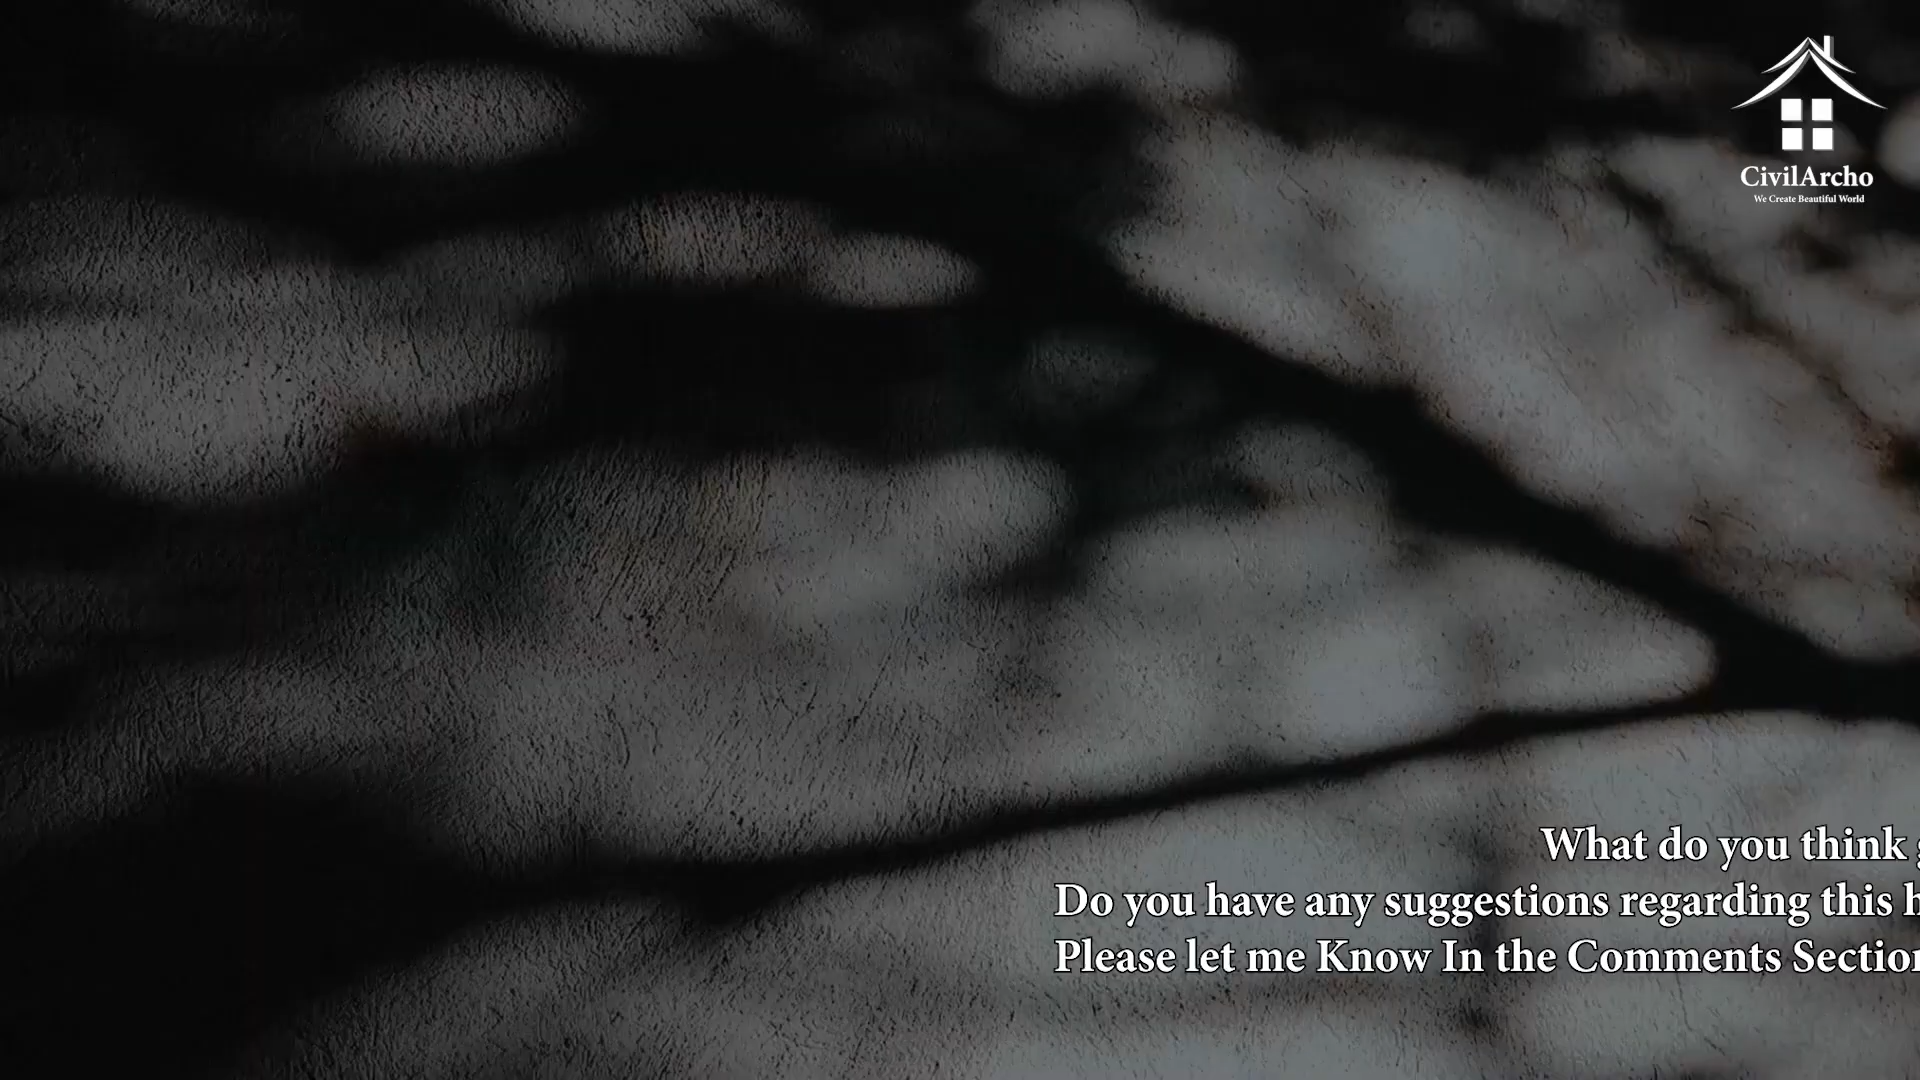 CivilArcho
We Create Beautiful World
What do you think
Do you have any suggestions regarding this
Please let me Know In the Comments Section